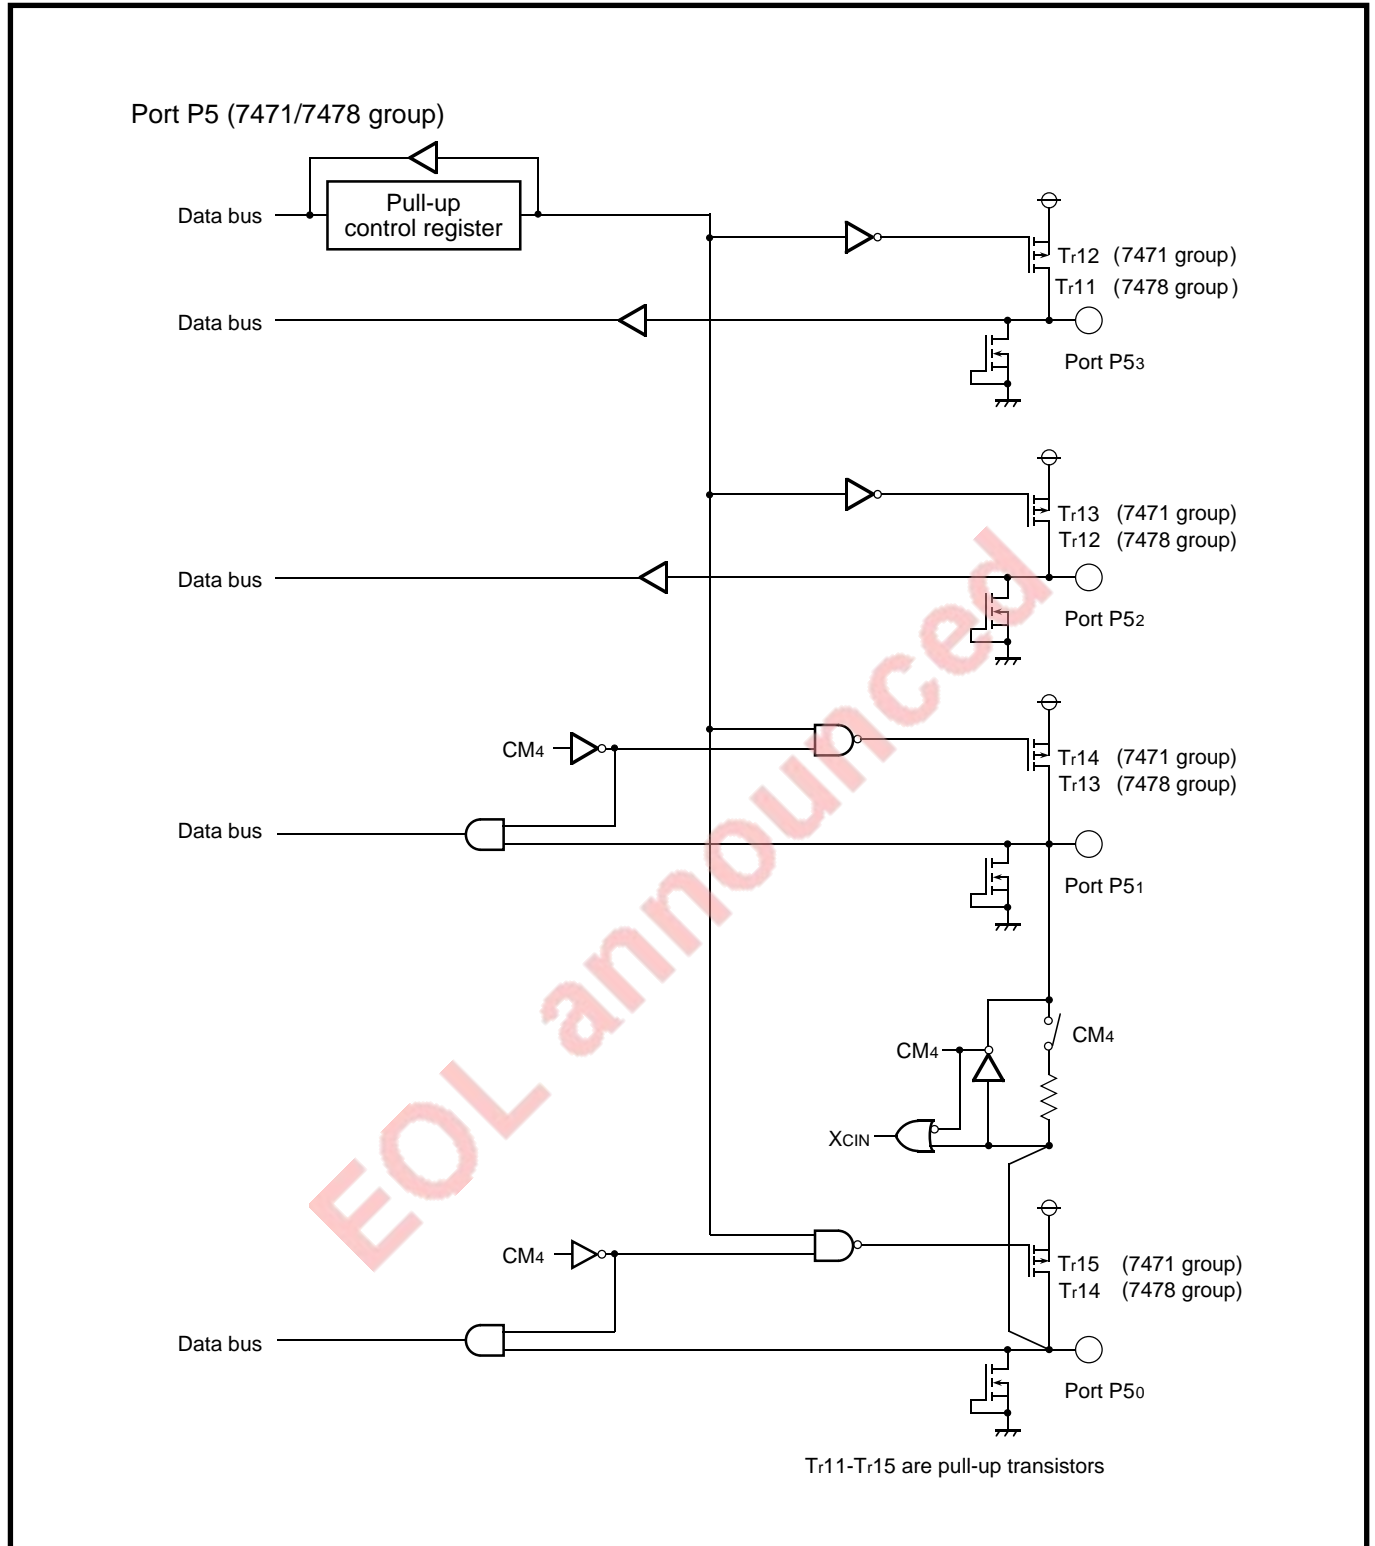 Port P5 (7471/7478 group)
Data bus
Pull-up
control register
Tr12 (7471 group)
Tr11 (7478 group)
Data bus
Port P53
Tr13 (7471 group)
Tr12 (7478 group)
Data bus
Port P52
CM4
Tr14 (7471 group)
Tr13 (7478 group)
Data bus
Port P51
CM4
CM4
XCIN
CM4
Tr15 (7471 group)
Tr14 (7478 group)
Data bus
Port P50
Tr11-Tr15 are pull-up transistors
EOL announced